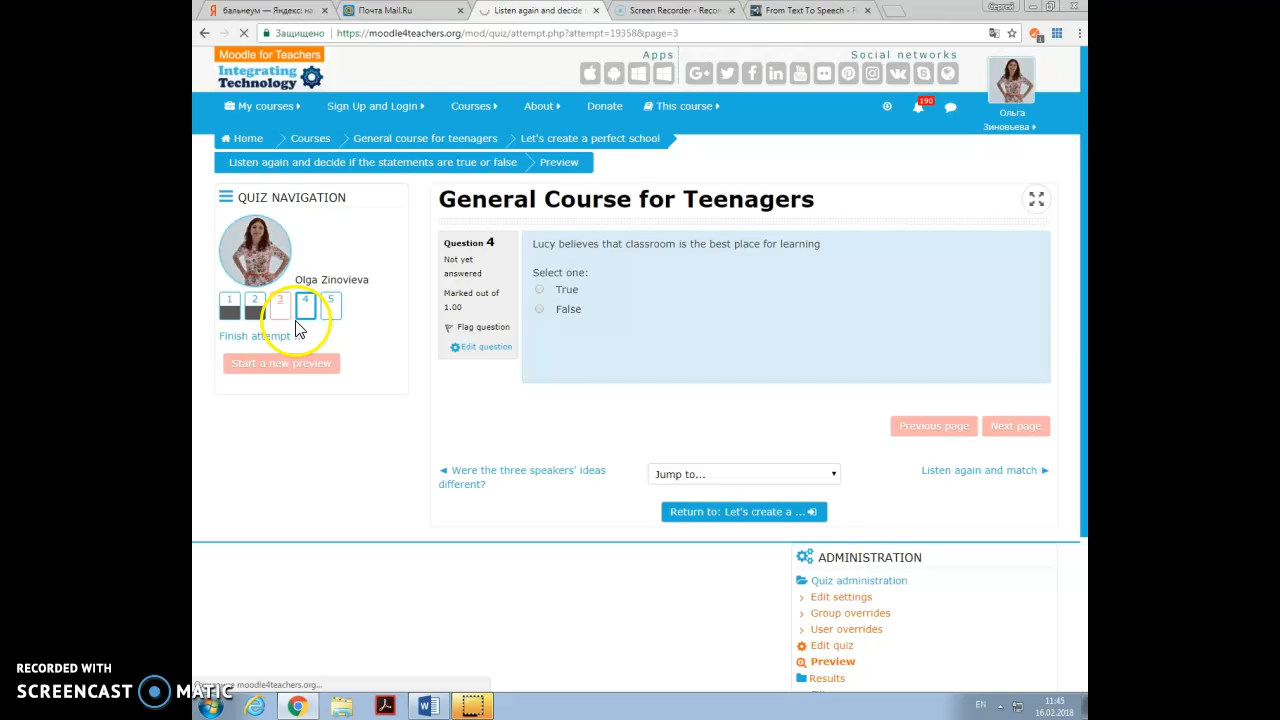 бальнеум — Яндекс: на
Почта Mail.Ru
Listen again and decide
Screen Recorder - Reco
From Text To Speech - F
Сергей
Защищено
https://moodle4teachers.org/mod/quiz/attempt.php?attempt=19358&page=3
Moodle for Teachers
Integrating
Technology
Apps
Social networks
My courses
Sign Up and Login
Courses
About
Donate
This course
190
Ольга
Зиновьева
Home
Courses
General course for teenagers
Let's create a perfect school
Listen again and decide if the statements are true or false
Preview
QUIZ NAVIGATION
Olga Zinovieva
1 2 3 4 5
Finish attempt ...
Start a new preview
General Course for Teenagers
Question 4
Not yet
answered
Marked out of
1.00
Flag question
Edit question
Lucy believes that classroom is the best place for learning
Select one:
True
False
Previous page
Next page
◄ Were the three speakers' ideas
different?
Jump to...
Listen again and match ►
Return to: Let's create a ...
ADMINISTRATION
Quiz administration
Edit settings
Group overrides
User overrides
Edit quiz
Preview
Results
moodle4teachers.org...
RECORDED WITH
SCREENCAST MATIC
EN
11:45
16.02.2018